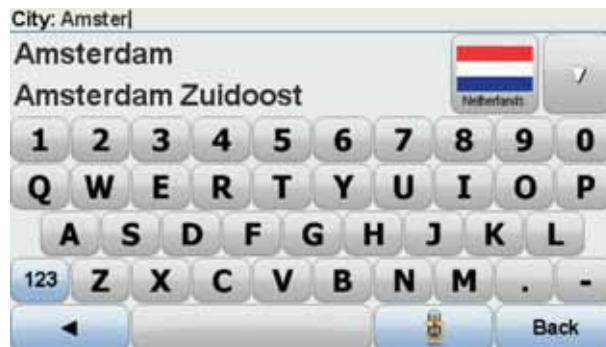 City: Amster
Amsterdam
Amsterdam Zuidoost
Netherlands
1 2 3 4 5 6 7 8 9 0
Q W E R T Y U I O P
A S D F G H J K L
123 Z X C V B N M . -
Back